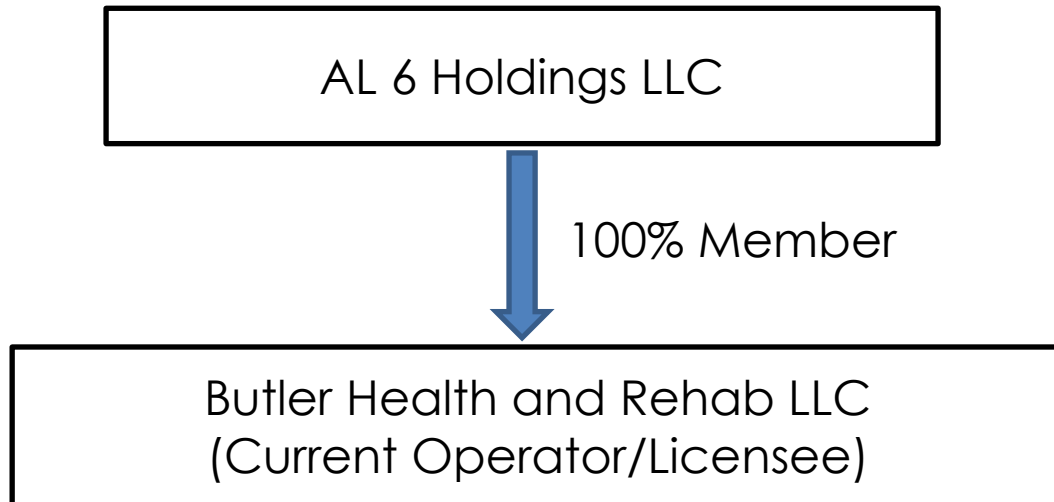 AL 6 Holdings LLC
100% Member
Butler Health and Rehab LLC
(Current Operator/Licensee)